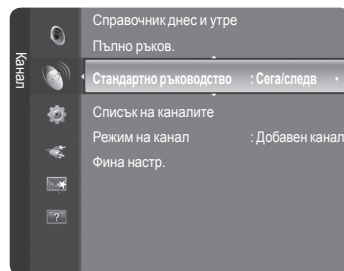 Канал
Справочник днес и утре
Пълно ръков.
Стандартно ръководство : Сега/следв
Списък на каналите
Режим на канал : Добавен канал
Фина настр.
?